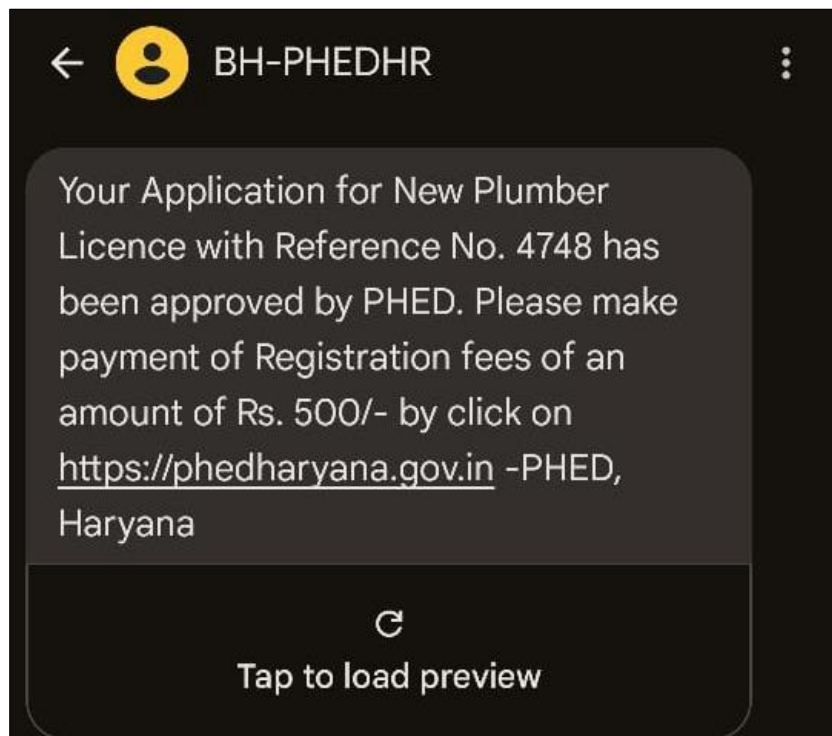 BH-PHEDHR
Your Application for New Plumber
Licence with Reference No. 4748 has
been approved by PHED. Please make
payment of Registration fees of an
amount of Rs. 500/- by click on
https://phedharyana.gov.in -PHED,
Haryana
Tap to load preview